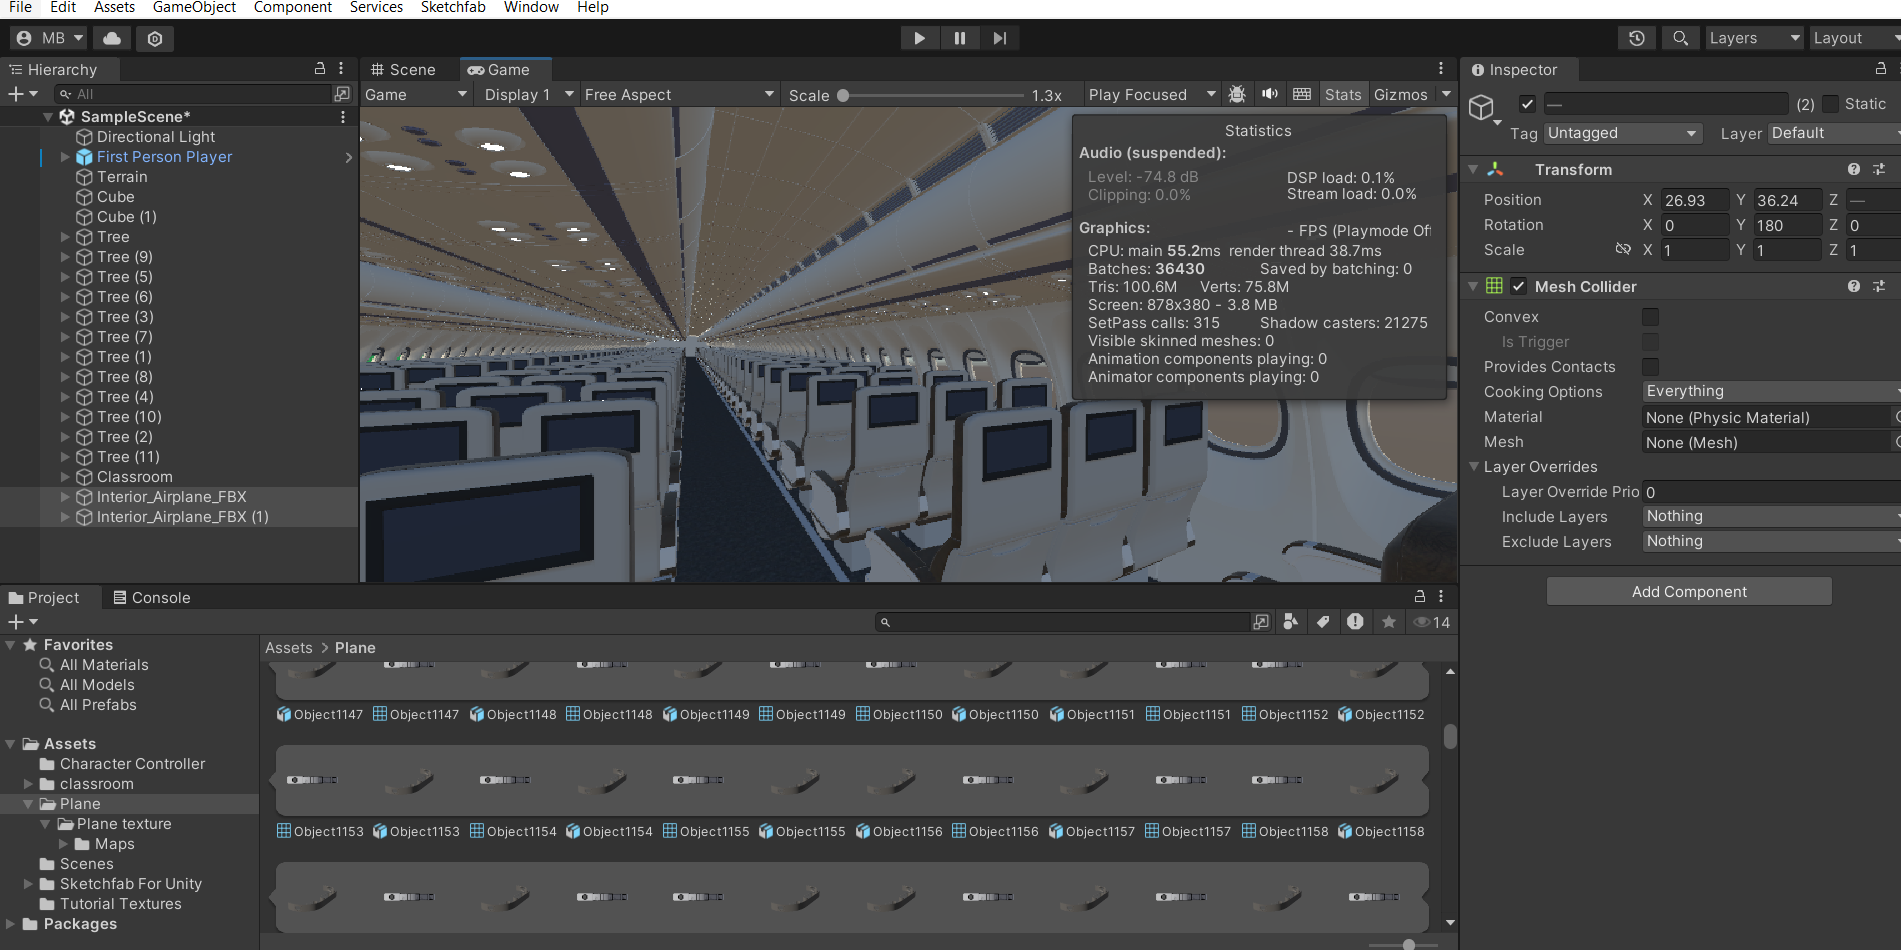 File Edit Assets GameObject Component Services Sketchfab Window Help
MB
Layers
Layout
Hierarchy
All
SampleScene*
Directional Light
First Person Player
Terrain
Cube
Cube (1)
Tree
Tree (9)
Tree (5)
Tree (6)
Tree (3)
Tree (7)
Tree (1)
Tree (8)
Tree (4)
Tree (10)
Tree (2)
Tree (11)
Classroom
Interior_Airplane_FBX
Interior_Airplane_FBX (1)
Scene Game
Game Display 1 Free Aspect Scale 1.3x Play Focused Stats Gizmos
Statistics
Audio (suspended):
Level: -74.8 dB DSP load: 0.1%
Clipping: 0.0% Stream load: 0.0%
Graphics: - FPS (Playmode Of
CPU: main 55.2ms render thread 38.7ms
Batches: 36430 Saved by batching: 0
Tris: 100.6M Verts: 75.8M
Screen: 878x380 - 3.8 MB
SetPass calls: 315 Shadow casters: 21275
Visible skinned meshes: 0
Animation components playing: 0
Animator components playing: 0
Inspector
— (2) Static
Tag Untagged Layer Default
Transform
Position X 26.93 Y 36.24 Z —
Rotation X 0 Y 180 Z 0
Scale X 1 Y 1 Z 1
Mesh Collider
Convex
Is Trigger
Provides Contacts
Cooking Options Everything
Material None (Physic Material)
Mesh None (Mesh)
Layer Overrides
Layer Override Prio 0
Include Layers Nothing
Exclude Layers Nothing
Add Component
Project Console
14
Favorites
All Materials
All Models
All Prefabs
Assets
Character Controller
classroom
Plane
Plane texture
Maps
Scenes
Sketchfab For Unity
Tutorial Textures
Packages
Assets > Plane
Object1147 Object1147 Object1148 Object1148 Object1149 Object1149 Object1150 Object1150 Object1151 Object1151 Object1152 Object1152
Object1153 Object1153 Object1154 Object1154 Object1155 Object1155 Object1156 Object1156 Object1157 Object1157 Object1158 Object1158